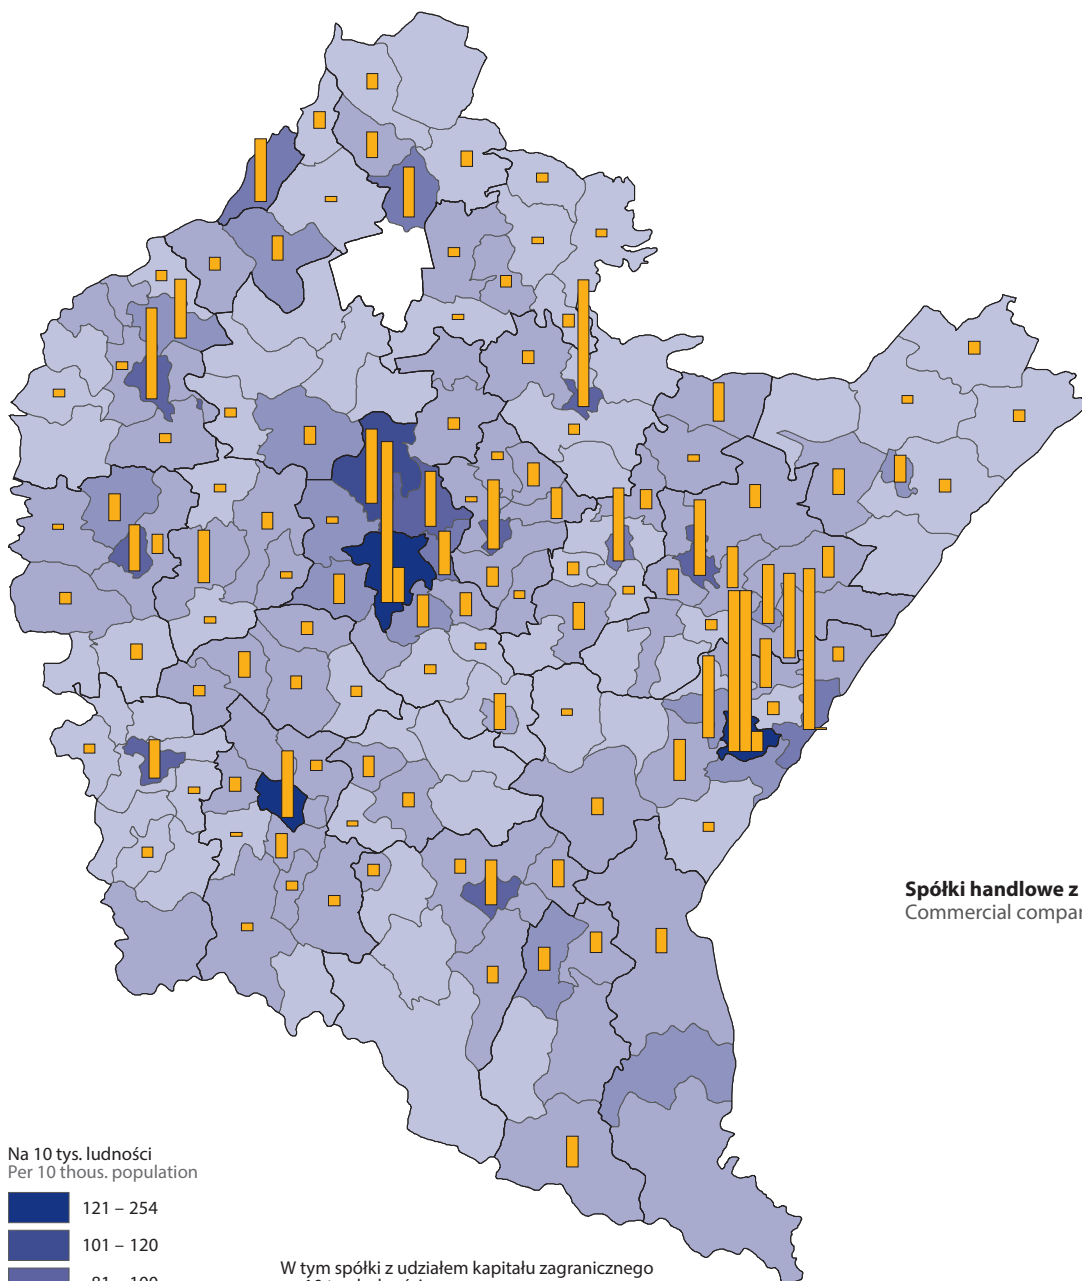 Spółki handlowe z
Commercial compa
Na 10 tys. ludności
Per 10 thous. population
121 – 254
101 – 120
W tym spółki z udziałem kapitału zagranicznego